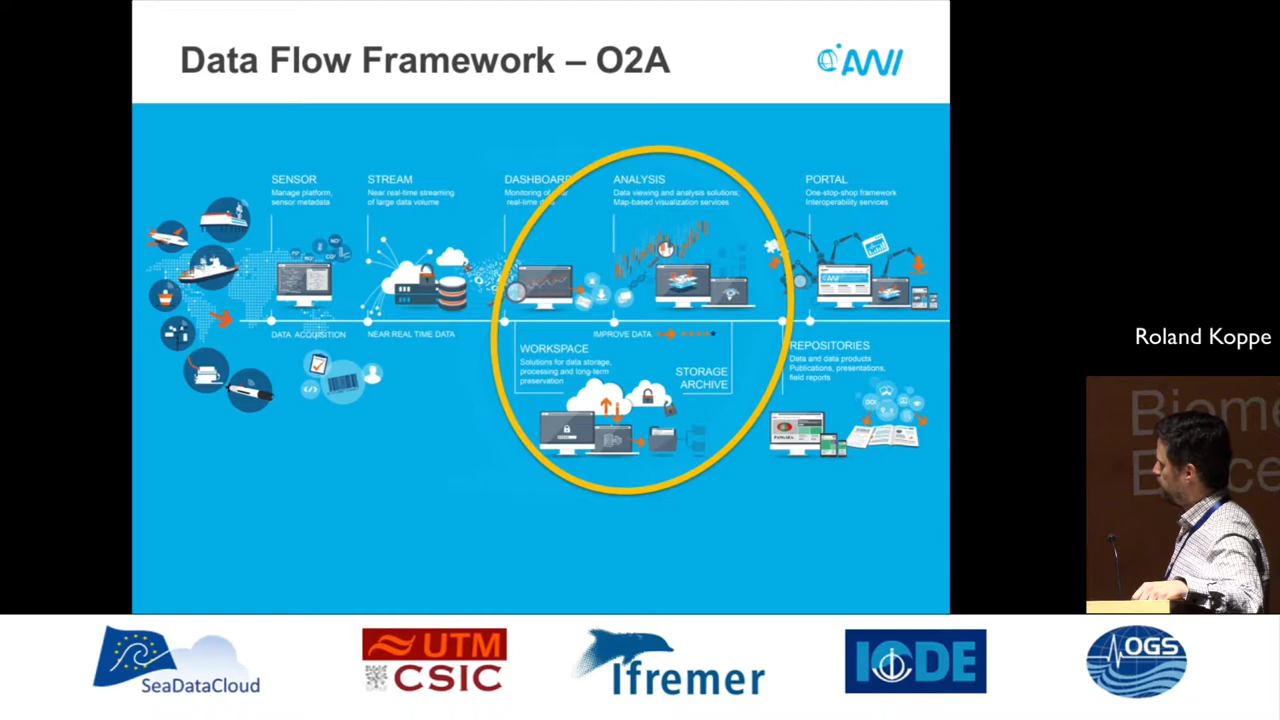 Data Flow Framework – O2A
AWI
SENSOR
Manage platform,
sensor metadata
STREAM
Near real-time streaming
of large data volume
DASHBOARD
Monitoring of
real-time
ANALYSIS
Data viewing and analysis solutions,
Map-based visualization services
PORTAL
One-stop-shop framework
Interoperability services
DATA ACQUISITION
NEAR REAL TIME DATA
IMPROVE DATA
WORKSPACE
Solutions for data storage,
processing and long-term
preservation
STORAGE
ARCHIVE
REPOSITORIES
Data and data products
Publications, presentations,
field reports
PANGAEA
Roland Koppe
SeaDataCloud
UTM
CSIC
Ifremer
IODE
OGS